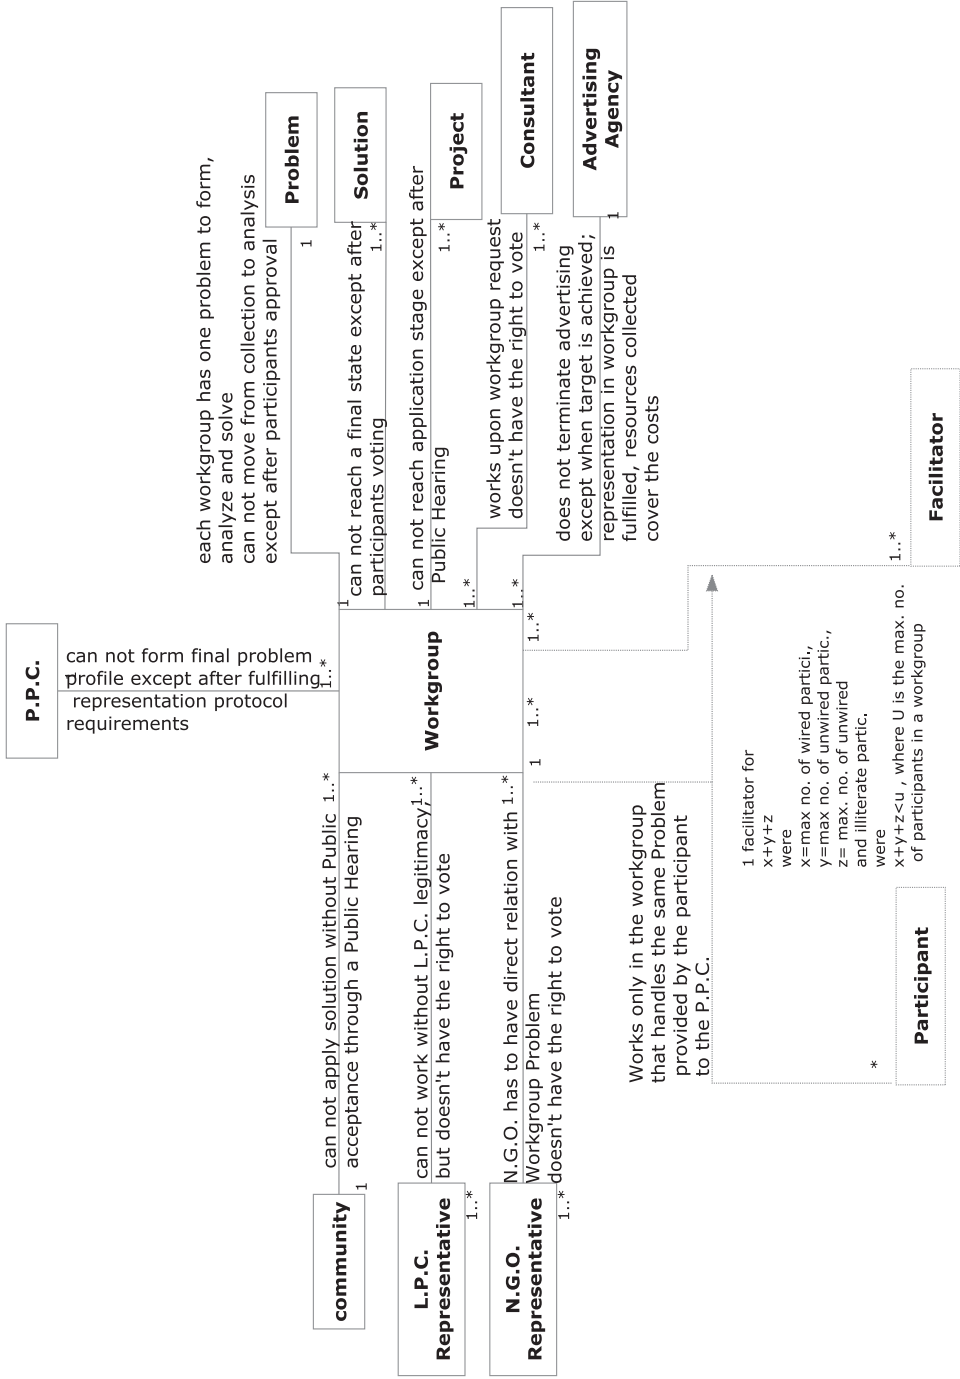 P.P.C.
can not form final problem
profile except after fulfilling
representation protocol
requirements
1
1..*
each workgroup has one problem to form,
analyze and solve
can not move from collection to analysis
except after participants approval
Problem
1
1
can not reach a final state except after
participants voting
Solution
1..*
can not reach application stage except after
Public Hearing
Project
1..*
1
works upon workgroup request
doesn't have the right to vote
Consultant
1..*
1..*
does not terminate advertising
except when target is achieved;
representation in workgroup is
fulfilled, resources collected
cover the costs
Advertising
Agency
1
1..*
Workgroup
1..*
1..*
1
community
1
can not apply solution without Public
acceptance through a Public Hearing
1..*
L.P.C.
Representative
1..*
can not work without L.P.C. legitimacy,
but doesn't have the right to vote
1..*
N.G.O.
Representative
1..*
N.G.O. has to have direct relation with
Workgroup Problem
doesn't have the right to vote
1..*
Works only in the workgroup
that handles the same Problem
provided by the participant
to the P.P.C.
1 facilitator for
x+y+z
were
x=max no. of wired partici.,
y=max no. of unwired partic.,
z= max. no. of unwired
and illiterate partic.
were
x+y+z<u , where U is the max. no.
of participants in a workgroup
*
Participant
1..*
Facilitator